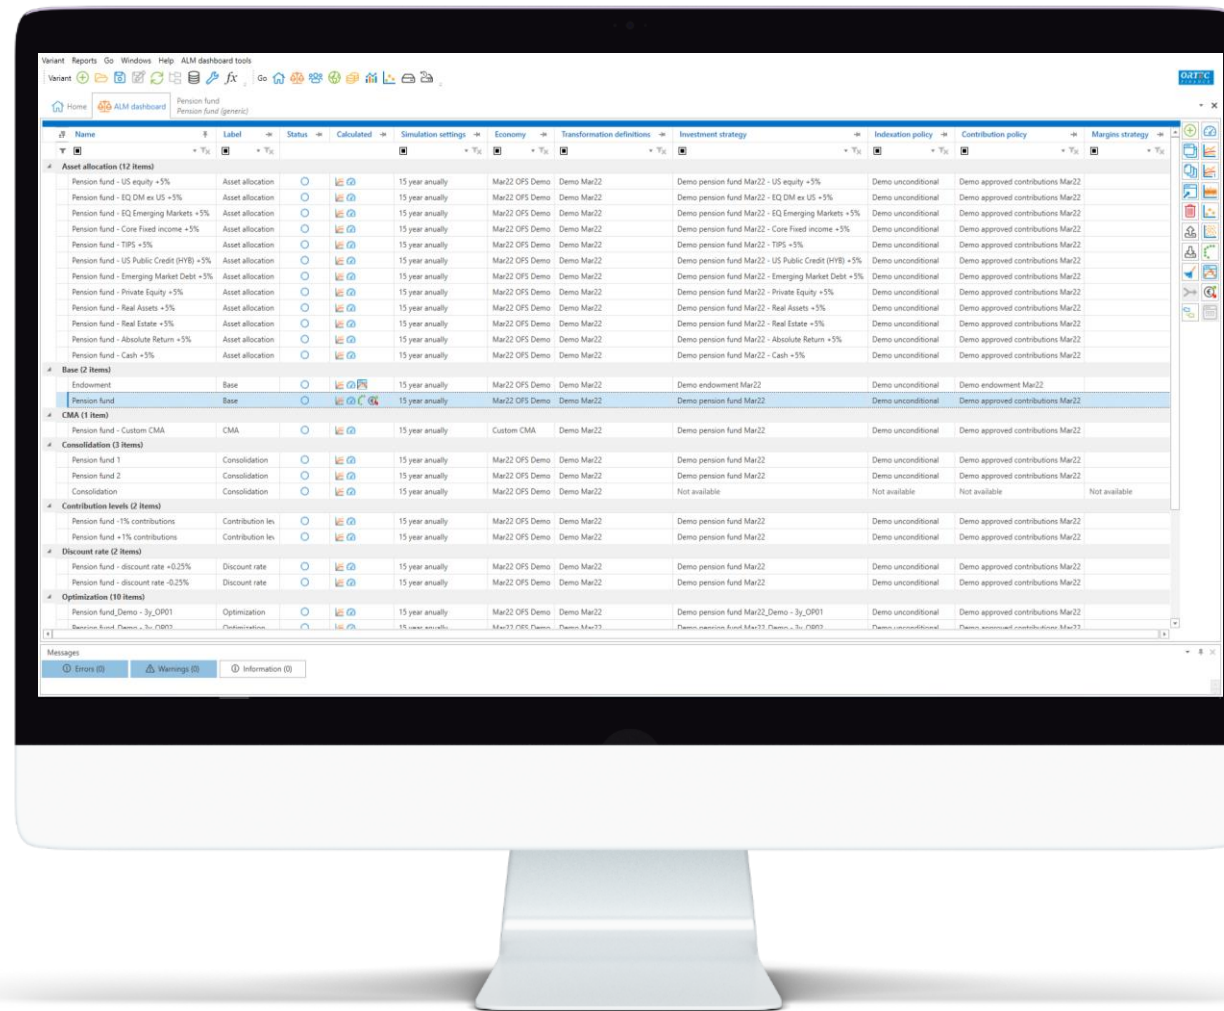 Variant Reports Go Windows Help ALM dashboard tools
Variant fx Go ORTEC FINANCE
Home ALM dashboard Pension fund
Pension fund (generic)
Name Label Status Calculated Simulation settings Economy Transformation definitions Investment strategy Indexation policy Contribution policy Margins strategy
Asset allocation (12 items)
Pension fund - US equity +5% Asset allocation 15 year anually Mar22 OFS Demo Demo Mar22 Demo pension fund Mar22 - US equity +5% Demo unconditional Demo approved contributions Mar22
Pension fund - EQ DM ex US +5% Asset allocation 15 year anually Mar22 OFS Demo Demo Mar22 Demo pension fund Mar22 - EQ DM ex US +5% Demo unconditional Demo approved contributions Mar22
Pension fund - EQ Emerging Markets +5% Asset allocation 15 year anually Mar22 OFS Demo Demo Mar22 Demo pension fund Mar22 - EQ Emerging Markets +5% Demo unconditional Demo approved contributions Mar22
Pension fund - Core Fixed income +5% Asset allocation 15 year anually Mar22 OFS Demo Demo Mar22 Demo pension fund Mar22 - Core Fixed income +5% Demo unconditional Demo approved contributions Mar22
Pension fund - TIPS +5% Asset allocation 15 year anually Mar22 OFS Demo Demo Mar22 Demo pension fund Mar22 - TIPS +5% Demo unconditional Demo approved contributions Mar22
Pension fund - US Public Credit (HYB) +5% Asset allocation 15 year anually Mar22 OFS Demo Demo Mar22 Demo pension fund Mar22 - US Public Credit (HYB) +5% Demo unconditional Demo approved contributions Mar22
Pension fund - Emerging Market Debt +5% Asset allocation 15 year anually Mar22 OFS Demo Demo Mar22 Demo pension fund Mar22 - Emerging Market Debt +5% Demo unconditional Demo approved contributions Mar22
Pension fund - Private Equity +5% Asset allocation 15 year anually Mar22 OFS Demo Demo Mar22 Demo pension fund Mar22 - Private Equity +5% Demo unconditional Demo approved contributions Mar22
Pension fund - Real Assets +5% Asset allocation 15 year anually Mar22 OFS Demo Demo Mar22 Demo pension fund Mar22 - Real Assets +5% Demo unconditional Demo approved contributions Mar22
Pension fund - Real Estate +5% Asset allocation 15 year anually Mar22 OFS Demo Demo Mar22 Demo pension fund Mar22 - Real Estate +5% Demo unconditional Demo approved contributions Mar22
Pension fund - Absolute Return +5% Asset allocation 15 year anually Mar22 OFS Demo Demo Mar22 Demo pension fund Mar22 - Absolute Return +5% Demo unconditional Demo approved contributions Mar22
Pension fund - Cash +5% Asset allocation 15 year anually Mar22 OFS Demo Demo Mar22 Demo pension fund Mar22 - Cash +5% Demo unconditional Demo approved contributions Mar22
Base (2 items)
Endowment Base 15 year anually Mar22 OFS Demo Demo Mar22 Demo endowment Mar22 Demo unconditional Demo endowment Mar22
Pension fund Base 15 year anually Mar22 OFS Demo Demo Mar22 Demo pension fund Mar22 Demo unconditional Demo approved contributions Mar22
CMA (1 item)
Pension fund - Custom CMA CMA 15 year anually Custom CMA Demo Mar22 Demo pension fund Mar22 Demo unconditional Demo approved contributions Mar22
Consolidation (3 items)
Pension fund 1 Consolidation 15 year anually Mar22 OFS Demo Demo Mar22 Demo pension fund Mar22 Demo unconditional Demo approved contributions Mar22
Pension fund 2 Consolidation 15 year anually Mar22 OFS Demo Demo Mar22 Demo pension fund Mar22 Demo unconditional Demo approved contributions Mar22
Consolidation Consolidation 15 year anually Mar22 OFS Demo Demo Mar22 Not available Not available Not available Not available
Contribution levels (2 items)
Pension fund -1% contributions Contribution lev 15 year anually Mar22 OFS Demo Demo Mar22 Demo pension fund Mar22 Demo unconditional Demo approved contributions Mar22
Pension fund +1% contributions Contribution lev 15 year anually Mar22 OFS Demo Demo Mar22 Demo pension fund Mar22 Demo unconditional Demo approved contributions Mar22
Discount rate (2 items)
Pension fund - discount rate +0.25% Discount rate 15 year anually Mar22 OFS Demo Demo Mar22 Demo pension fund Mar22 Demo unconditional Demo approved contributions Mar22
Pension fund - discount rate -0.25% Discount rate 15 year anually Mar22 OFS Demo Demo Mar22 Demo pension fund Mar22 Demo unconditional Demo approved contributions Mar22
Optimization (10 items)
Pension fund_Demo - 3y_OP01 Optimization 15 year anually Mar22 OFS Demo Demo Mar22 Demo pension fund Mar22_Demo - 3y_OP01 Demo unconditional Demo approved contributions Mar22
Pension fund_Demo - 3y_OP02 Optimization 15 year anually Mar22 OFS Demo Demo Mar22 Demo pension fund Mar22_Demo - 3y_OP02 Demo unconditional Demo approved contributions Mar22
Messages
Errors (0) Warnings (0) Information (0)